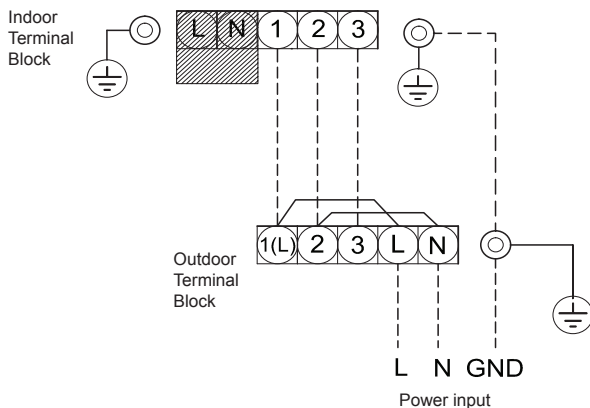 Indoor
Terminal
Block
L N 1 2 3
Outdoor
Terminal
Block
1(L) 2 3 L N
L N GND
Power input